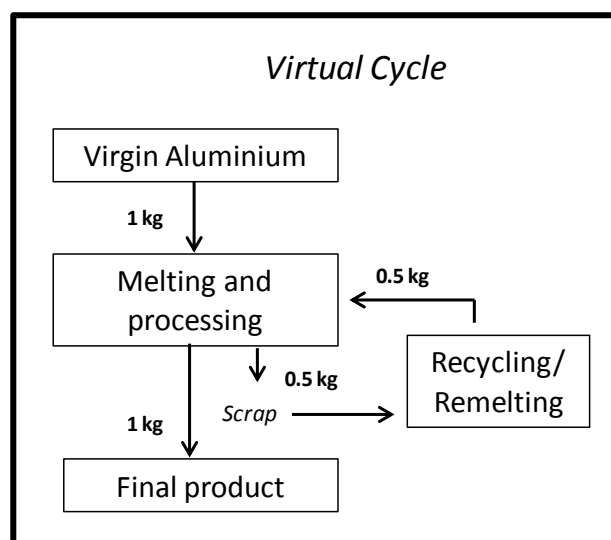 Virtual Cycle
Virgin Aluminium
1 kg
Melting and
processing
0.5 kg
Recycling/
Remelting
0.5 kg
Scrap
1 kg
Final product